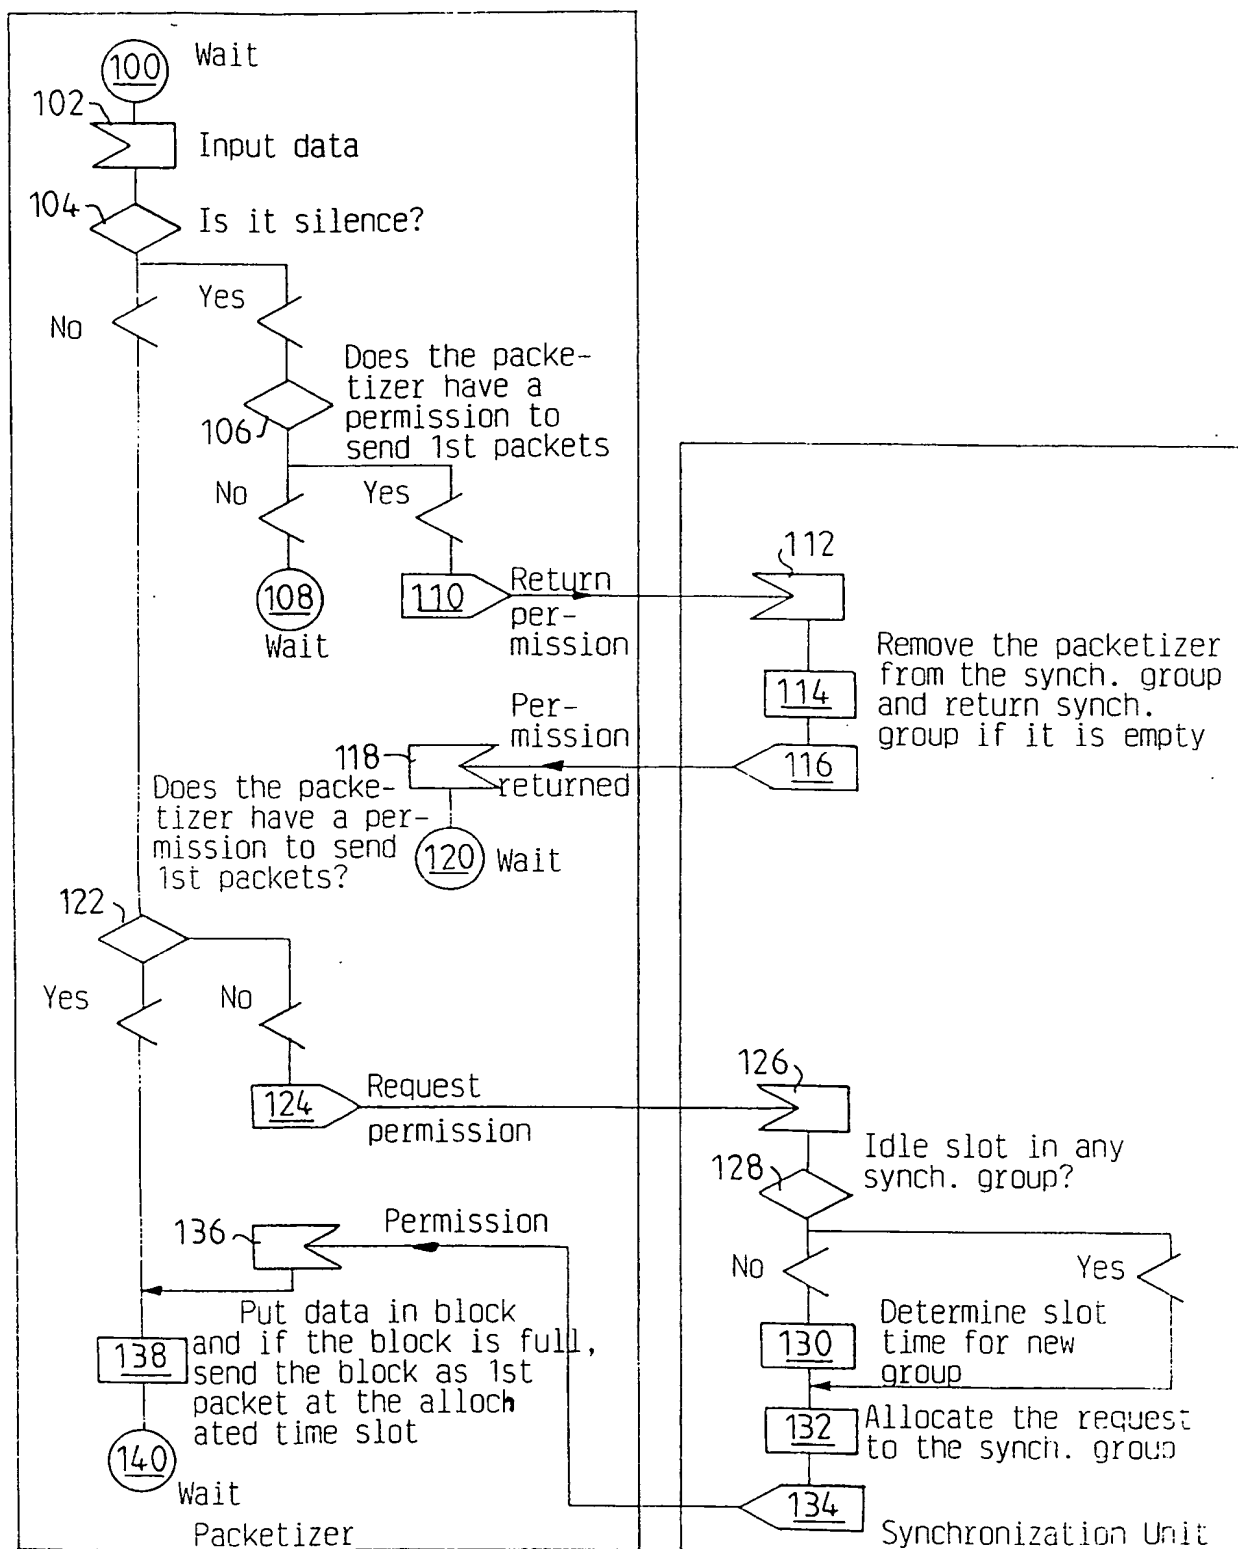 100
Wait
102
Input data
104
Is it silence?
No
Yes
Does the packe-
tizer have a
permission to
send 1st packets
106
No
Yes
108
Wait
110
Return
per-
mission
112
Remove the packetizer
from the synch. group
and return synch.
group if it is empty
114
116
Per-
mission
returned
118
120
Wait
Does the packe-
tizer have a per-
mission to send
1st packets?
122
Yes
No
124
Request
permission
126
Idle slot in any
synch. group?
128
No
Yes
Determine slot
time for new
group
130
Allocate the request
to the synch. group
132
134
Permission
136
Put data in block
and if the block is full,
send the block as 1st
packet at the alloch
ated time slot
138
140
Wait
Packetizer
Synchronization Unit